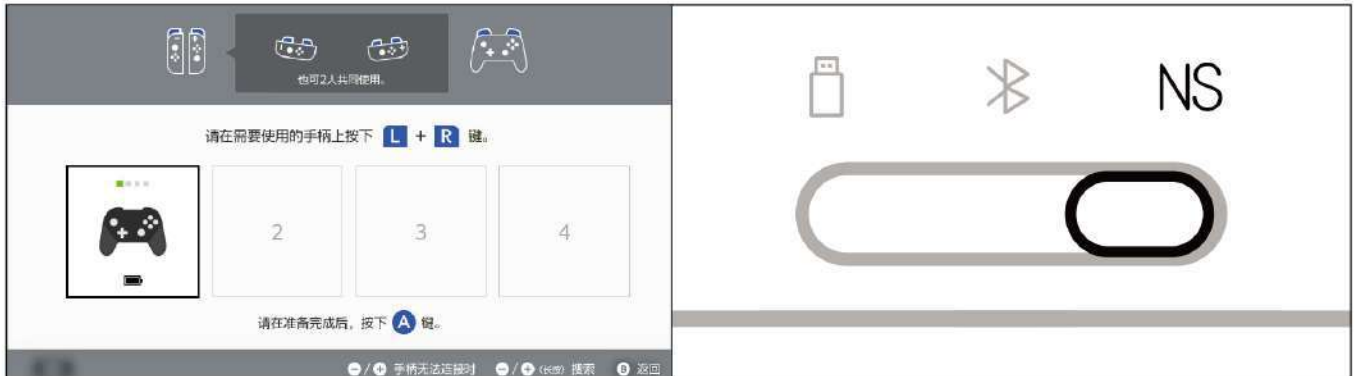 也可2人共同使用。
请在需要使用的手柄上按下 L + R 键。
2
3
4
请在准备完成后，按下 A 键。
-/+ 手柄无法连接时 -/+ (长按) 搜索 B 返回
NS